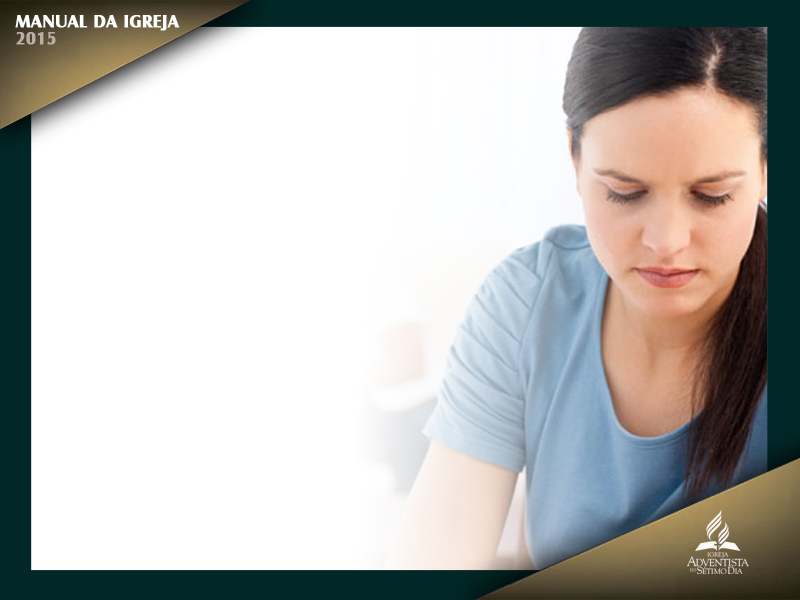 MANUAL DA IGREJA
2015
IGREJA
ADVENTISTA
DO SÉTIMO DIA